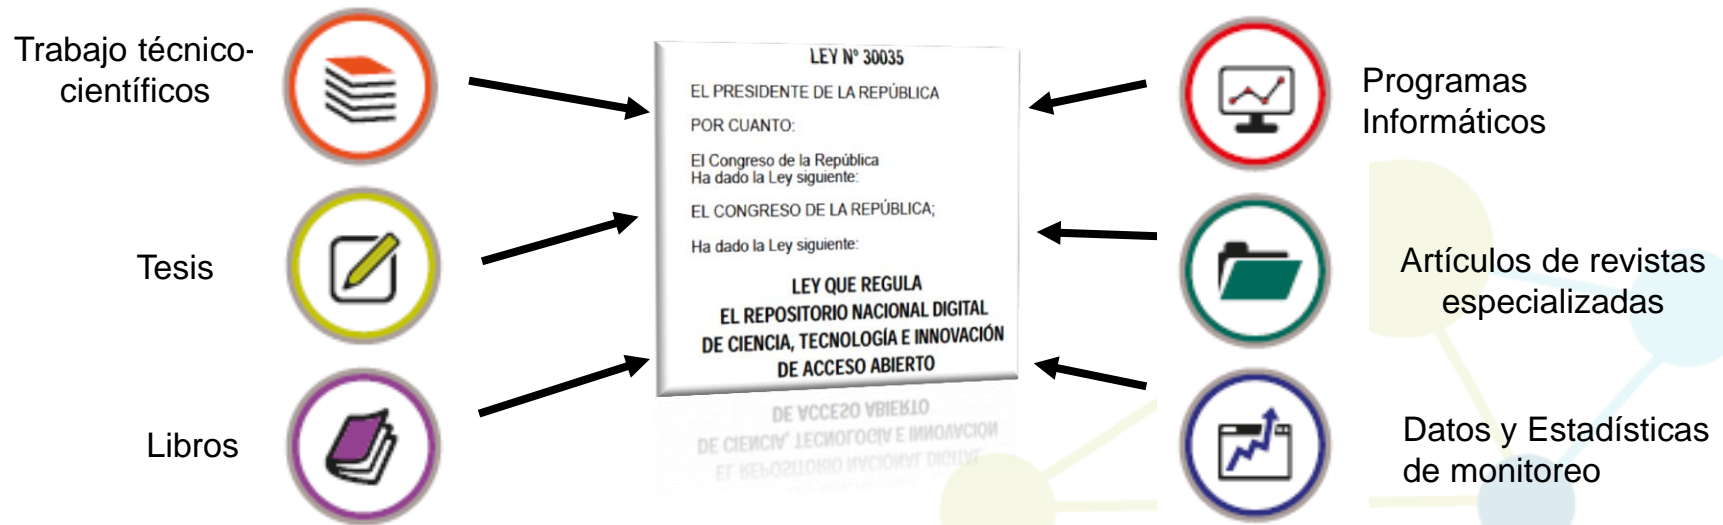 Trabajo técnico-
científicos
Tesis
Libros
LEY Nº 30035
EL PRESIDENTE DE LA REPÚBLICA
POR CUANTO:
El Congreso de la República
Ha dado la Ley siguiente:
EL CONGRESO DE LA REPÚBLICA;
Ha dado la Ley siguiente:
LEY QUE REGULA
EL REPOSITORIO NACIONAL DIGITAL
DE CIENCIA, TECNOLOGÍA E INNOVACIÓN
DE ACCESO ABIERTO
Programas
Informáticos
Artículos de revistas
especializadas
Datos y Estadísticas
de monitoreo